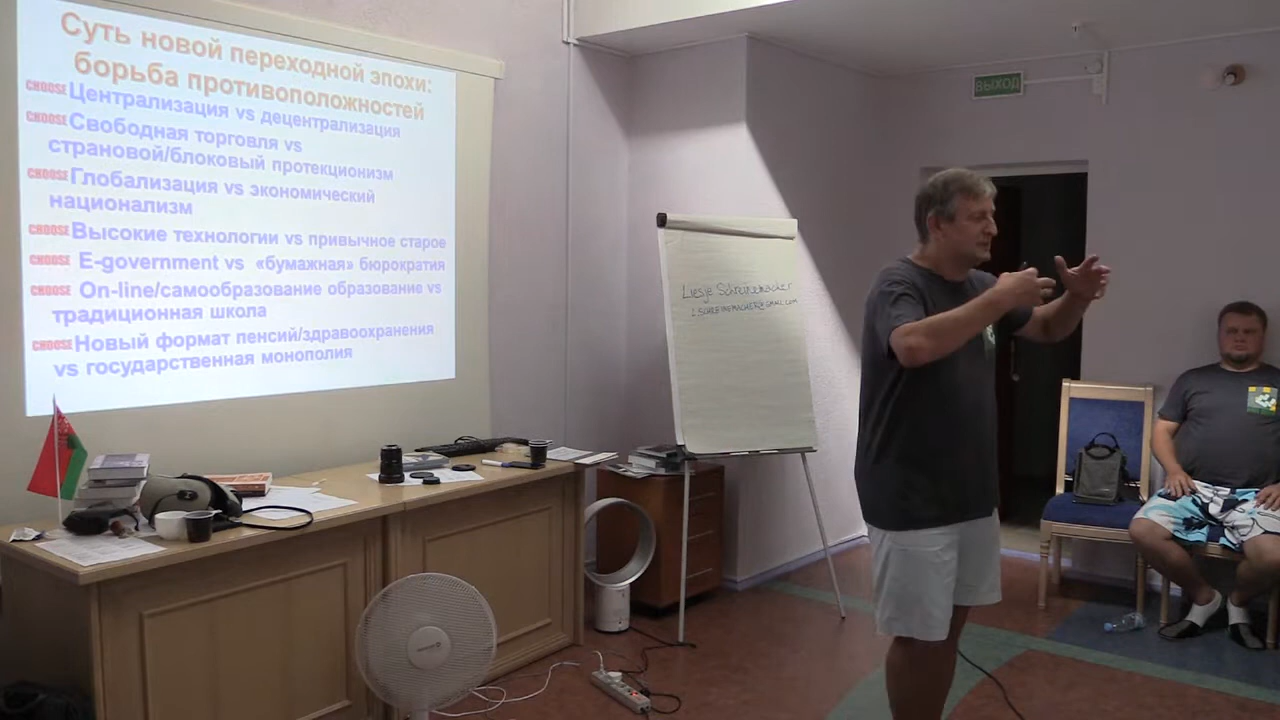 Суть новой переходной эпохи:
борьба противоположностей
CHOOSE Централизация vs децентрализация
CHOOSE Свободная торговля vs
страновой/блоковый протекционизм
CHOOSE Глобализация vs экономический
национализм
CHOOSE Высокие технологии vs привычное старое
CHOOSE E-government vs «бумажная» бюрократия
CHOOSE On-line/самообразование образование vs
традиционная школа
CHOOSE Новый формат пенсий/здравоохранения
vs государственная монополия
ВЫХОД
Liesje Schreinemacher